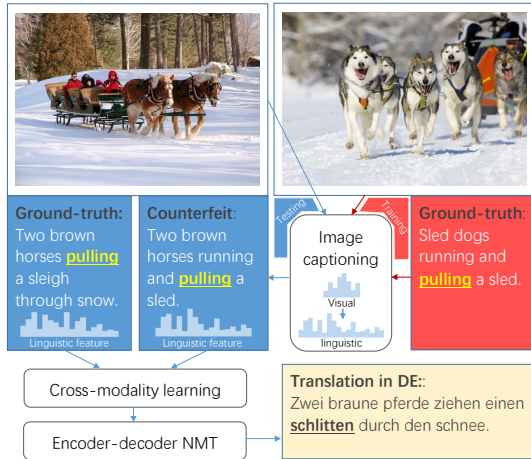 Ground-truth:
Two brown
horses pulling
a sleigh
through snow.
Linguistic feature
Counterfeit:
Two brown
horses running
and pulling a
sled.
Linguistic feature
Testing
Training
Image
captioning
Visual
linguistic
Ground-truth:
Sled dogs
running and
pulling a sled.
Cross-modality learning
Encoder-decoder NMT
Translation in DE::
Zwei braune pferde ziehen einen
schlitten durch den schnee.